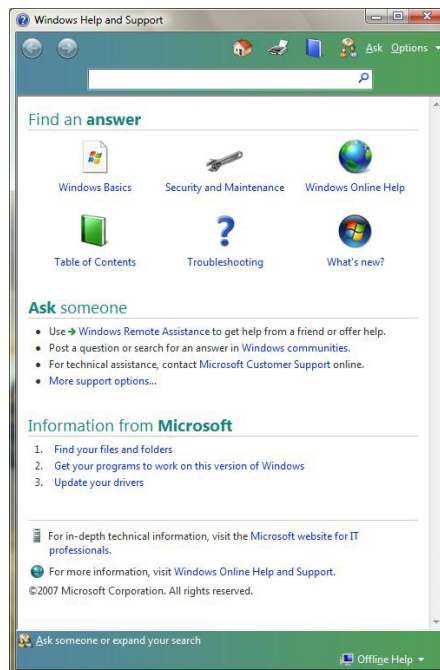 Windows Help and Support
Ask Options
Find an answer
Windows Basics
Security and Maintenance
Windows Online Help
Table of Contents
Troubleshooting
What's new?
Ask someone
Use Windows Remote Assistance to get help from a friend or offer help.
Post a question or search for an answer in Windows communities.
For technical assistance, contact Microsoft Customer Support online.
More support options...
Information from Microsoft
1. Find your files and folders
2. Get your programs to work on this version of Windows
3. Update your drivers
For in-depth technical information, visit the Microsoft website for IT
professionals.
For more information, visit Windows Online Help and Support.
©2007 Microsoft Corporation. All rights reserved.
Ask someone or expand your search
Offline Help